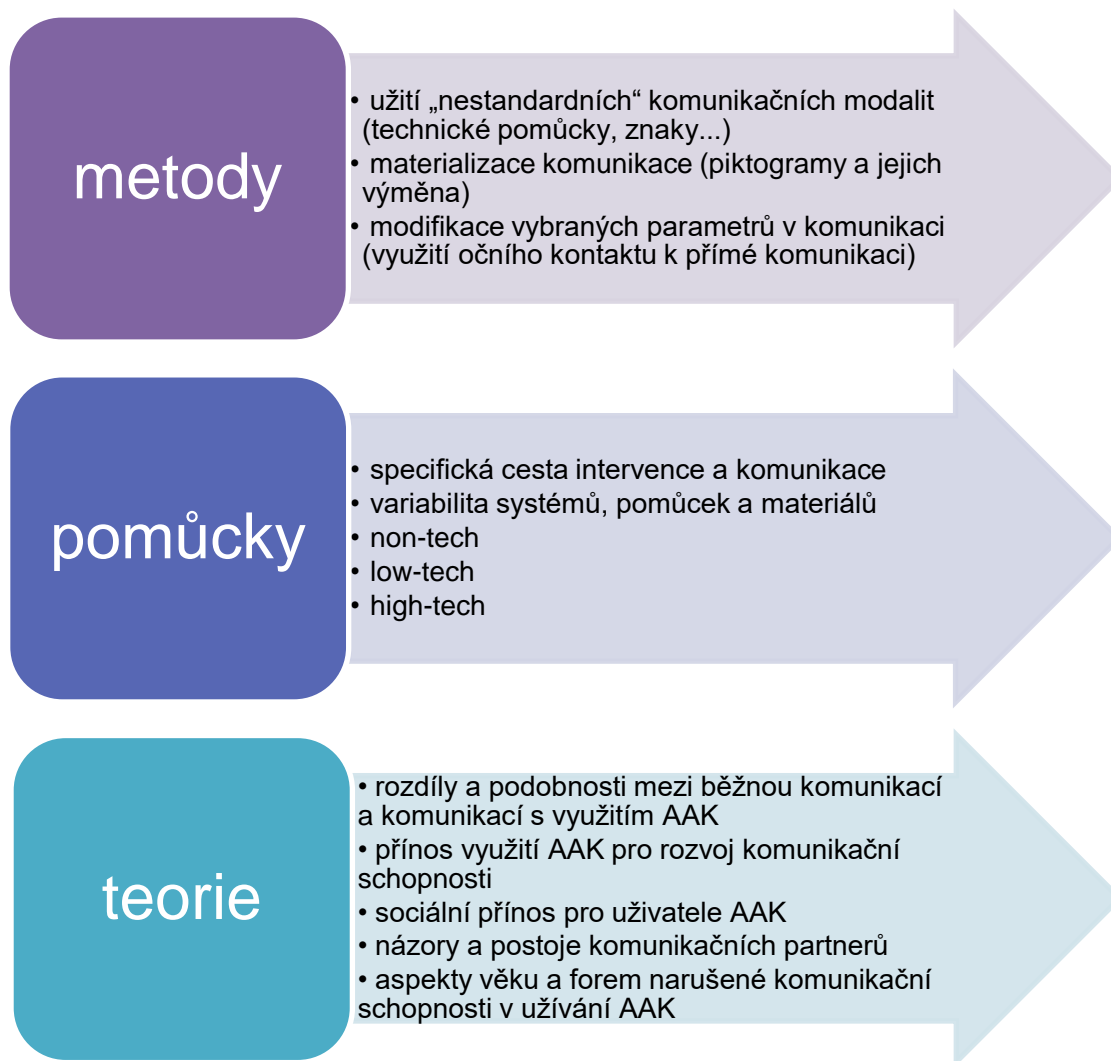 metody
• užití „nestandardních“ komunikačních modalit
(technické pomůcky, znaky...)
• materializace komunikace (piktogramy a jejich
výměna)
• modifikace vybraných parametrů v komunikaci
(využití očního kontaktu k přímé komunikaci)
pomůcky
• specifická cesta intervence a komunikace
• variabilita systémů, pomůcek a materiálů
• non-tech
• low-tech
• high-tech
teorie
• rozdíly a podobnosti mezi běžnou komunikací
a komunikací s využitím AAK
• přínos využití AAK pro rozvoj komunikační
schopnosti
• sociální přínos pro uživatele AAK
• názory a postoje komunikačních partnerů
• aspekty věku a forem narušené komunikační
schopnosti v užívání AAK